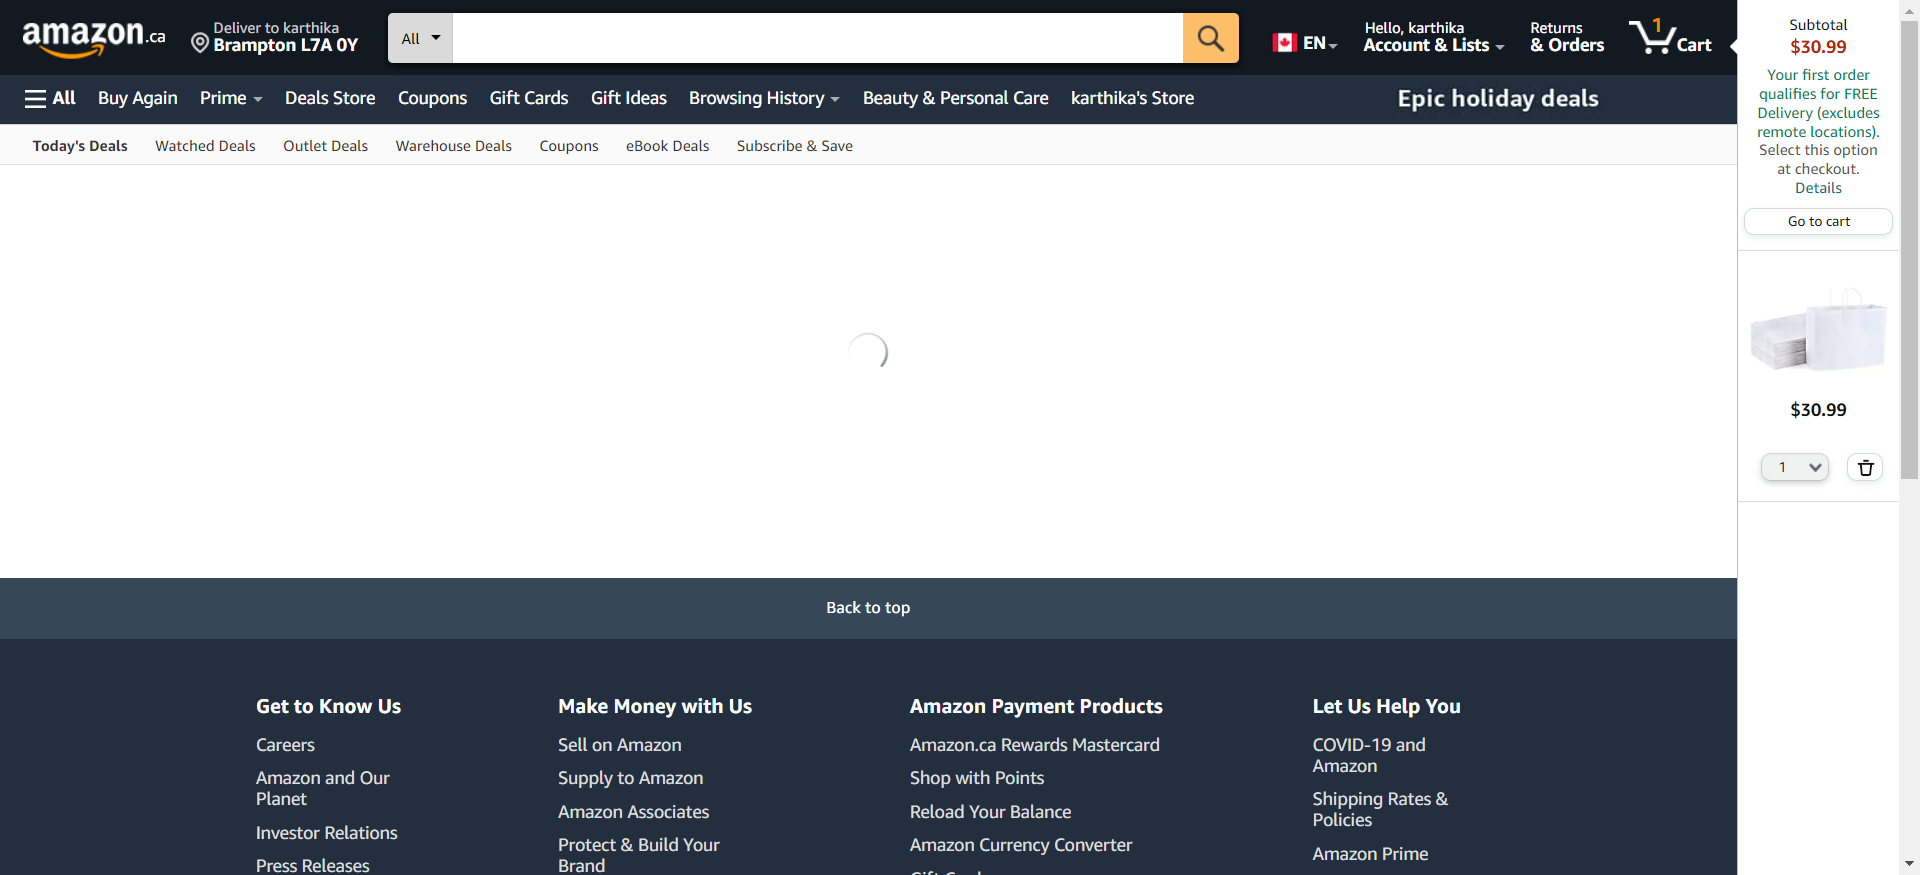 amazon.ca
Deliver to karthika
Brampton L7A 0Y
All
EN
Hello, karthika
Account & Lists
Returns
& Orders
1
Cart
All
Buy Again
Prime
Deals Store
Coupons
Gift Cards
Gift Ideas
Browsing History
Beauty & Personal Care
karthika's Store
Epic holiday deals
Today's Deals
Watched Deals
Outlet Deals
Warehouse Deals
Coupons
eBook Deals
Subscribe & Save
Subtotal
$30.99
Your first order
qualifies for FREE
Delivery (excludes
remote locations).
Select this option
at checkout.
Details
Go to cart
$30.99
1
Back to top
Get to Know Us
Careers
Amazon and Our
Planet
Investor Relations
Press Releases
Make Money with Us
Sell on Amazon
Supply to Amazon
Amazon Associates
Protect & Build Your
Brand
Amazon Payment Products
Amazon.ca Rewards Mastercard
Shop with Points
Reload Your Balance
Amazon Currency Converter
Let Us Help You
COVID-19 and
Amazon
Shipping Rates &
Policies
Amazon Prime